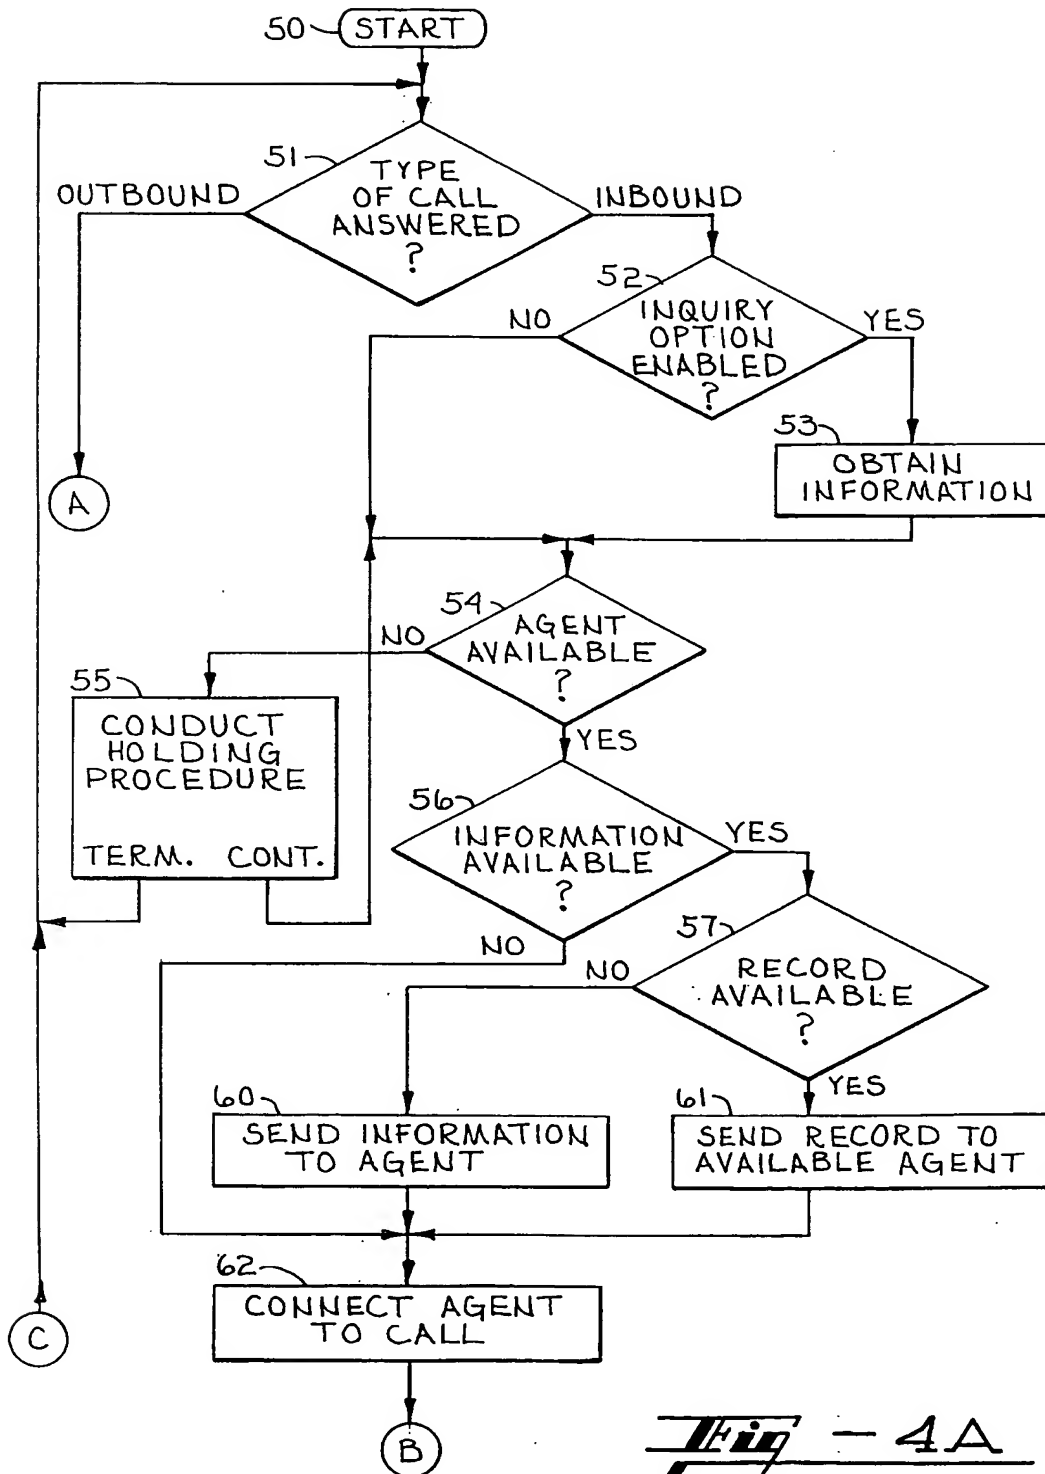 50
START
51
TYPE
OF CALL
ANSWERED
?
OUTBOUND
INBOUND
52
INQUIRY
OPTION
ENABLED
?
NO
YES
53
OBTAIN
INFORMATION
A
54
AGENT
AVAILABLE
?
NO
YES
55
CONDUCT
HOLDING
PROCEDURE
TERM. CONT.
56
INFORMATION
AVAILABLE
?
YES
NO
57
RECORD
AVAILABLE
?
NO
YES
60
SEND INFORMATION
TO AGENT
61
SEND RECORD TO
AVAILABLE AGENT
62
CONNECT AGENT
TO CALL
C
B
Fig - 4A